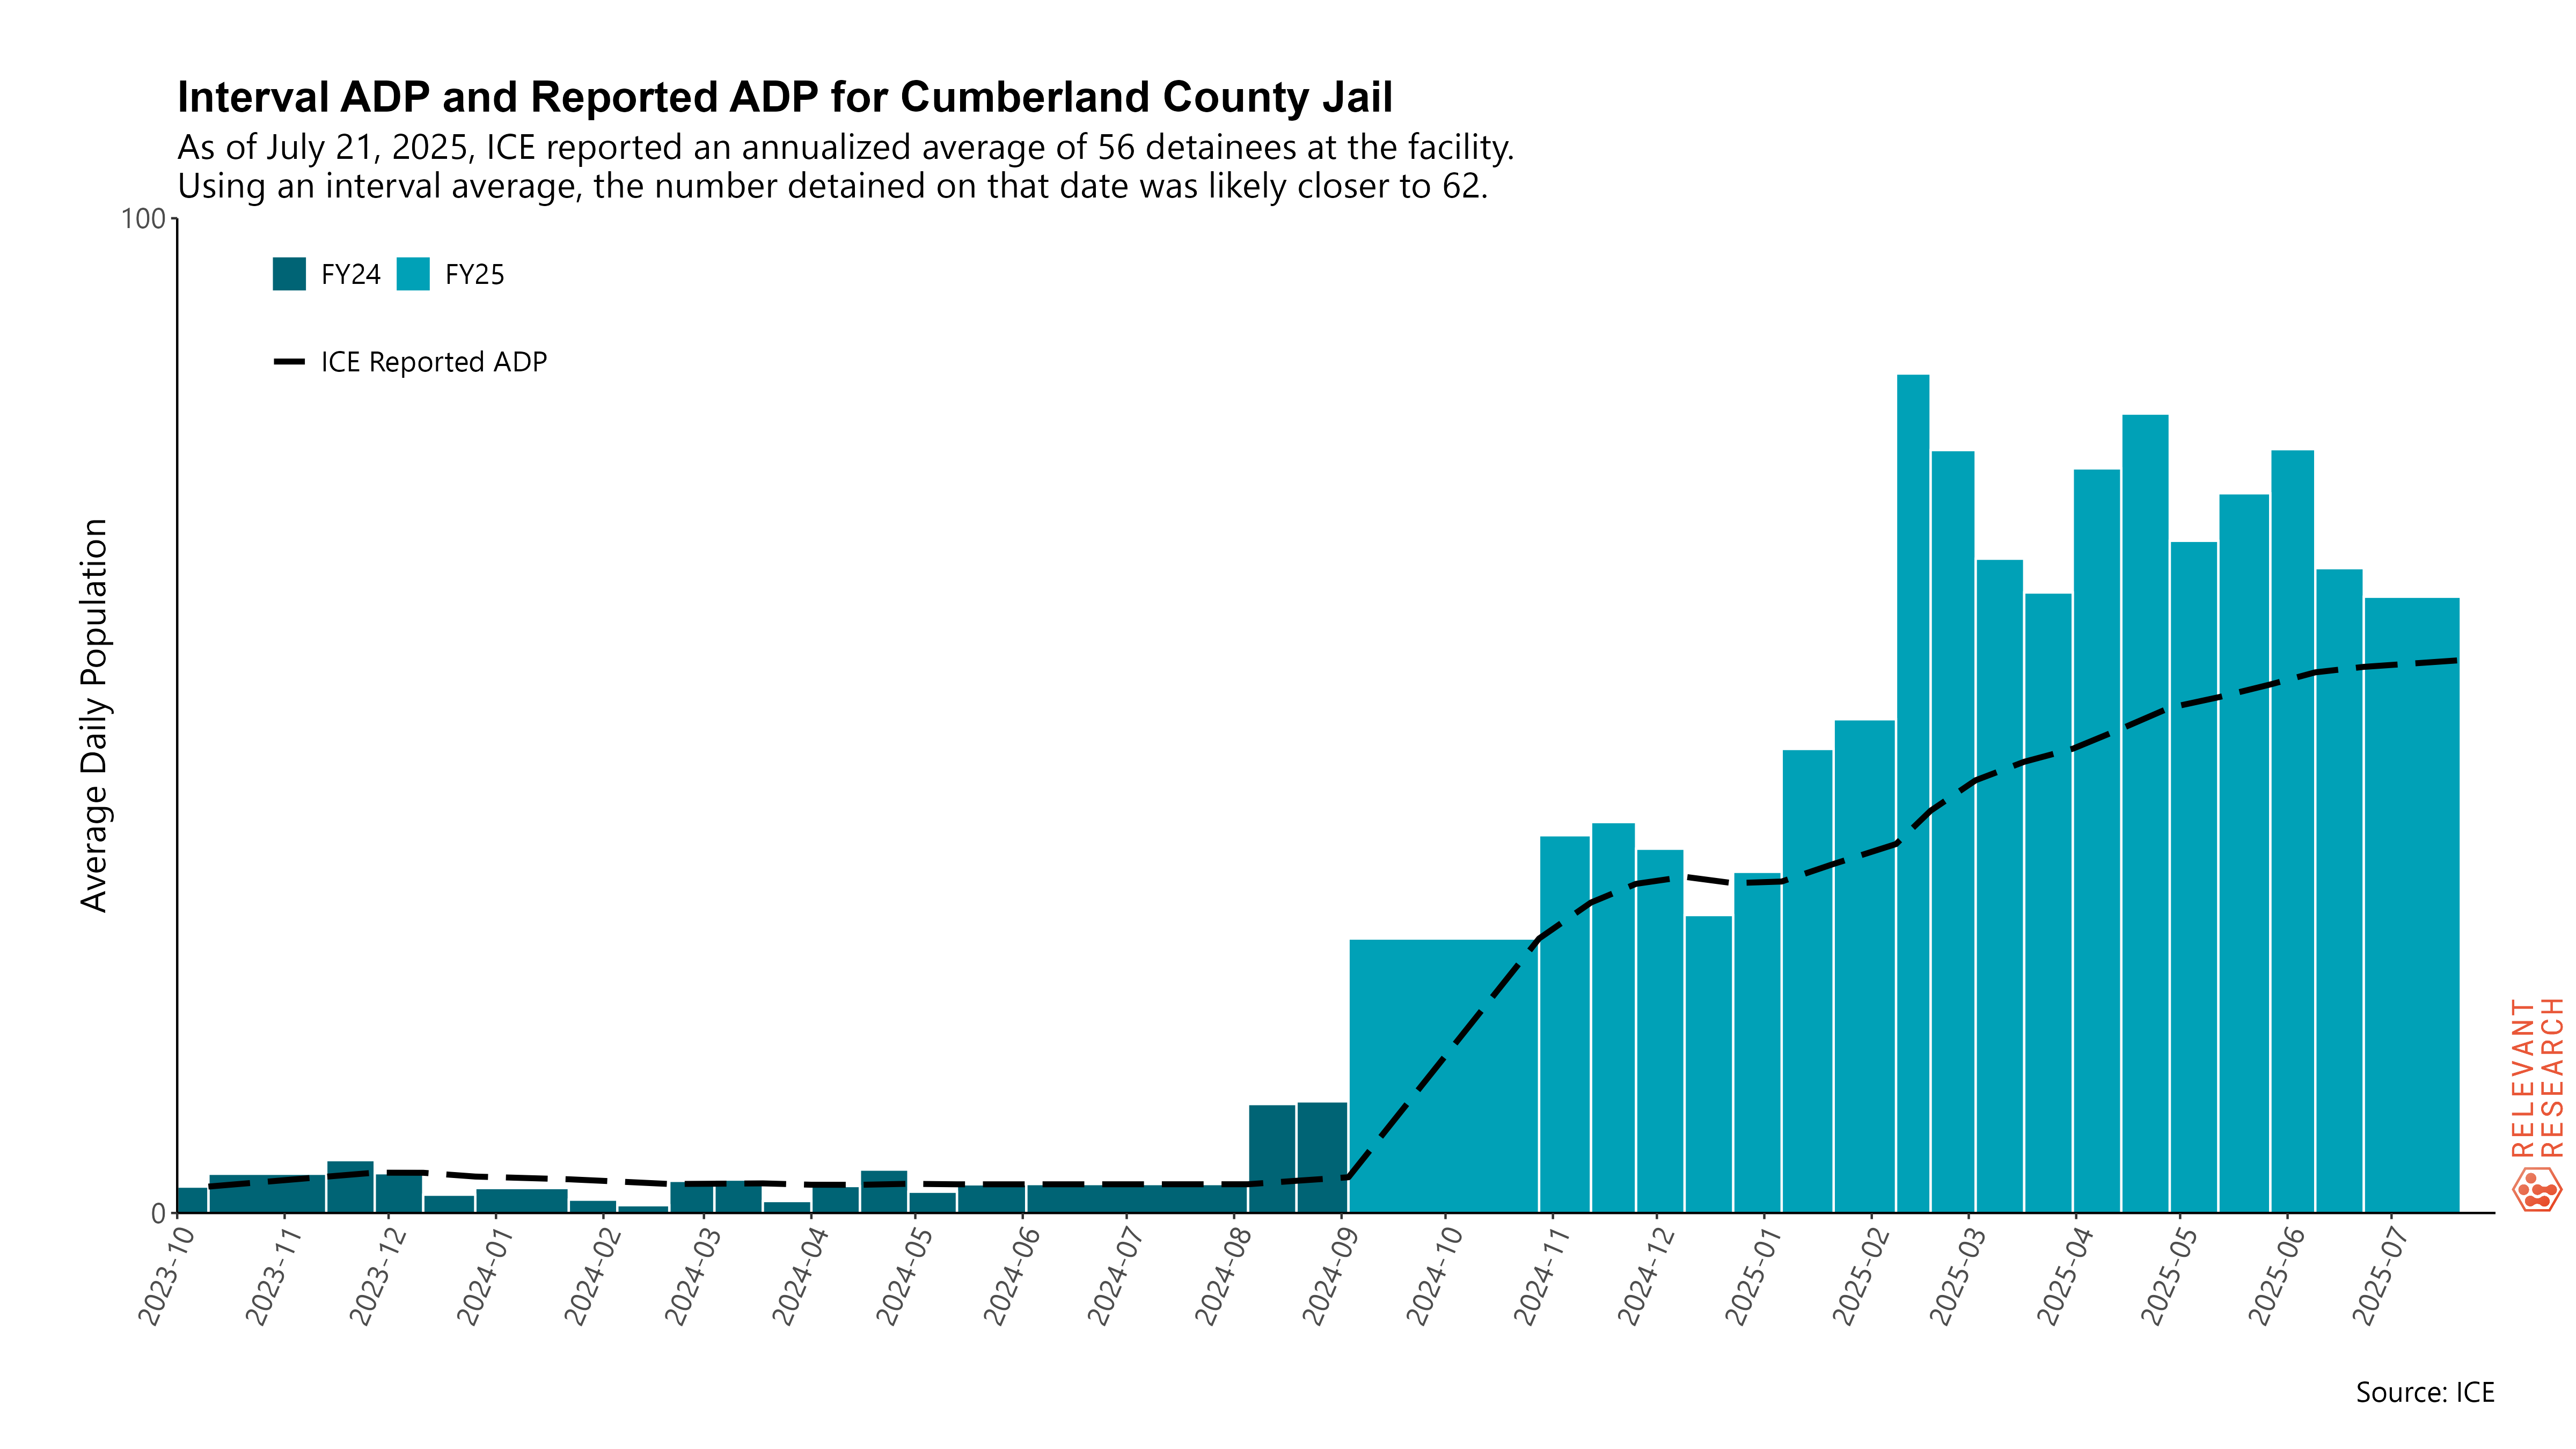 Interval ADP and Reported ADP for Cumberland County Jail
As of July 21, 2025, ICE reported an annualized average of 56 detainees at the facility.
Using an interval average, the number detained on that date was likely closer to 62.
100
FY24 FY25
ICE Reported ADP
Average Daily Population
0
2023-10
2023-11
2023-12
2024-01
2024-02
2024-03
2024-04
2024-05
2024-06
2024-07
2024-08
2024-09
2024-10
2024-11
2024-12
2025-01
2025-02
2025-03
2025-04
2025-05
2025-06
2025-07
RELEVANT
RESEARCH
Source: ICE